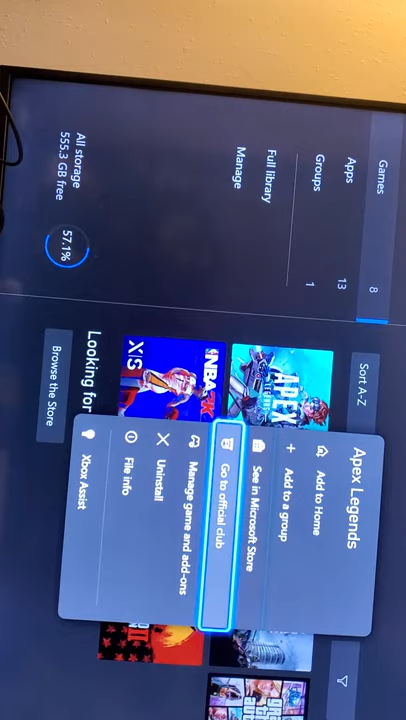 Games 8
Apps 13
Groups 1
Full library
Manage
All storage
555.3 GB free
57.1%
Sort A-Z
APEX
NBA 2K
X|S
Looking for
Browse the Store
Apex Legends
Add to Home
Add to a group
See in Microsoft Store
Go to official club
Manage game and add-ons
Uninstall
File info
Xbox Assist
II